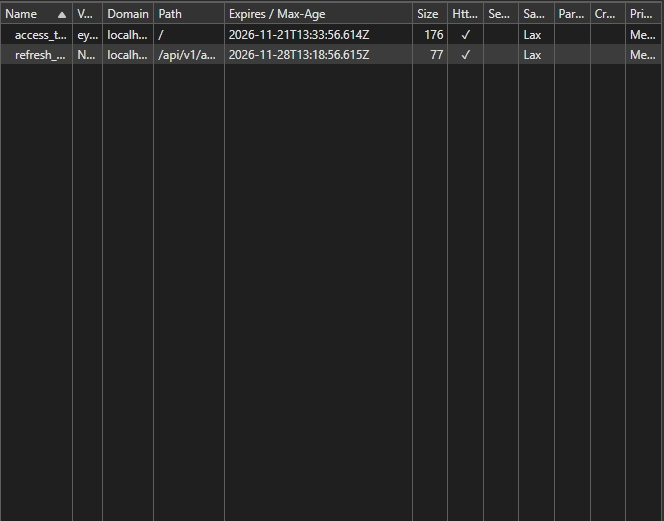 Name V... Domain Path Expires / Max-Age Size Htt... Se... Sa... Par... Cr... Pri...
access_t... ey... localh... / 2026-11-21T13:33:56.614Z 176 ✓ Lax Me...
refresh_... N... localh... /api/v1/a... 2026-11-28T13:18:56.615Z 77 ✓ Lax Me...